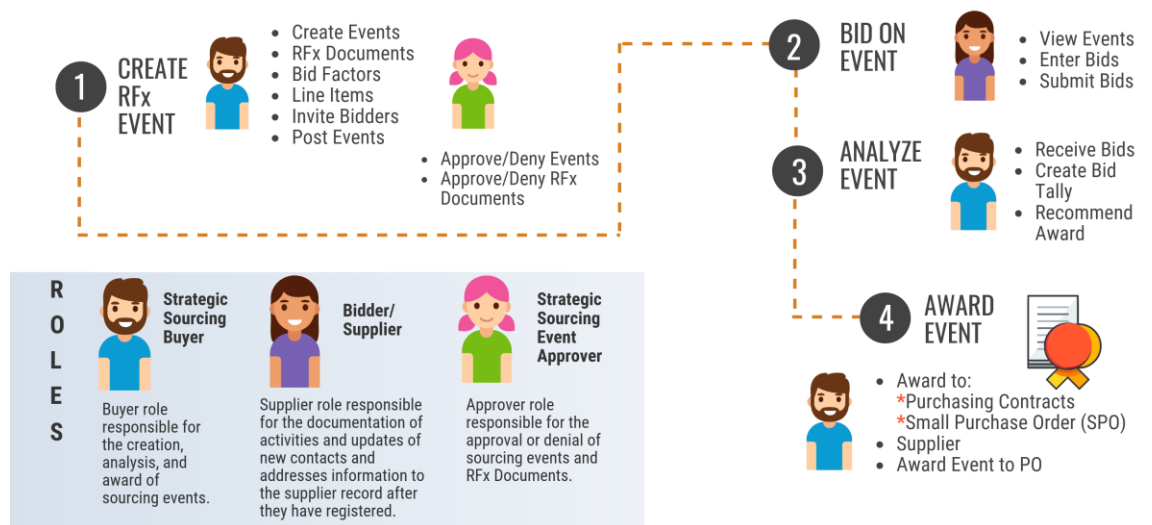 1
CREATE
RFx
EVENT
• Create Events
• RFx Documents
• Bid Factors
• Line Items
• Invite Bidders
• Post Events
• Approve/Deny Events
• Approve/Deny RFx
Documents
2
BID ON
EVENT
• View Events
• Enter Bids
• Submit Bids
3
ANALYZE
EVENT
• Receive Bids
• Create Bid
Tally
• Recommend
Award
4
AWARD
EVENT
• Award to:
*Purchasing Contracts
*Small Purchase Order (SPO)
• Supplier
• Award Event to PO
R
O
L
E
S
Strategic
Sourcing
Buyer
Buyer role
responsible for
the creation,
analysis, and
award of
sourcing events.
Bidder/
Supplier
Supplier role responsible
for the documentation of
activities and updates of
new contacts and
addresses information to
the supplier record after
they have registered.
Strategic
Sourcing
Event
Approver
Approver role
responsible for the
approval or denial of
sourcing events and
RFx Documents.